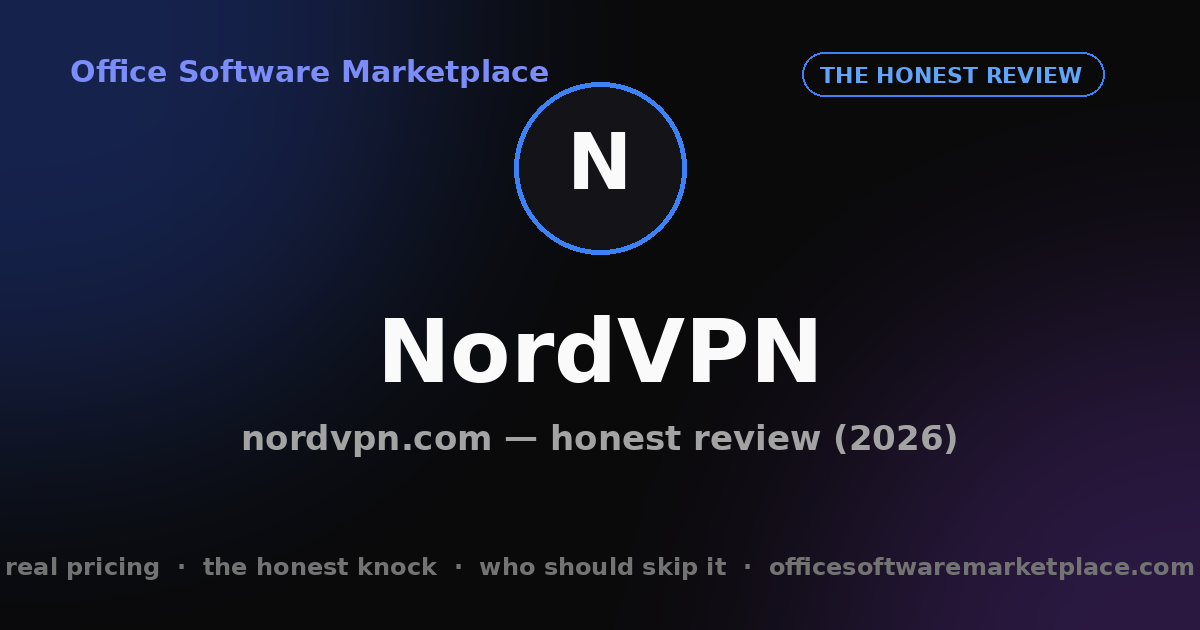 Office Software Marketplace
THE HONEST REVIEW
N
NordVPN
nordvpn.com — honest review (2026)
real pricing · the honest knock · who should skip it · officesoftwaremarketplace.com